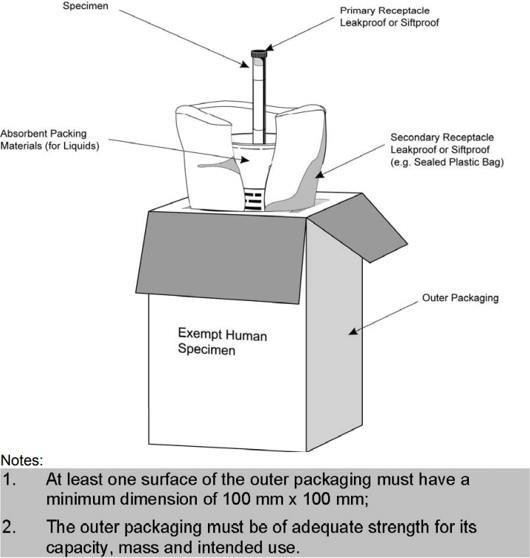 Specimen
Primary Receptacle
Leakproof or Siftproof
Absorbent Packing
Materials (for Liquids)
Secondary Receptacle
Leakproof or Siftproof
(e.g. Sealed Plastic Bag)
Outer Packaging
Exempt Human
Specimen
Notes:
1. At least one surface of the outer packaging must have a
minimum dimension of 100 mm x 100 mm;
2. The outer packaging must be of adequate strength for its
capacity, mass and intended use.